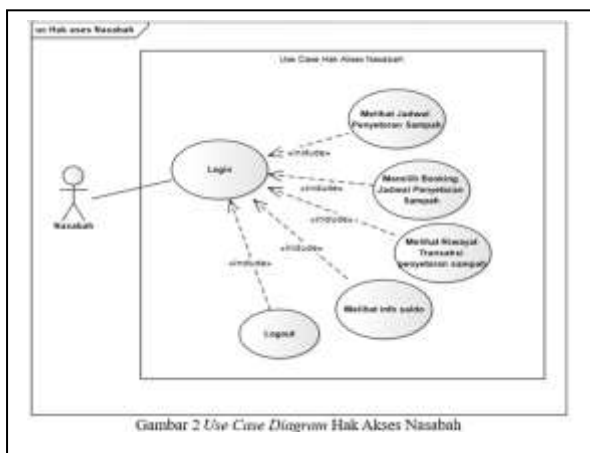 uc Hak akses Nasabah
Use Case Hak Akses Nasabah
Melihat Jadwal
Penyetoran Sampah
«include»
Login
Memilih Booking
Jadwal Penyetoran
Sampah
«include»
Nasabah
«include»
Melihat Riwayat
Transaksi
penyetoran sampah
«include»
«include»
Melihat info saldo
Logout
Gambar 2 Use Case Diagram Hak Akses Nasabah